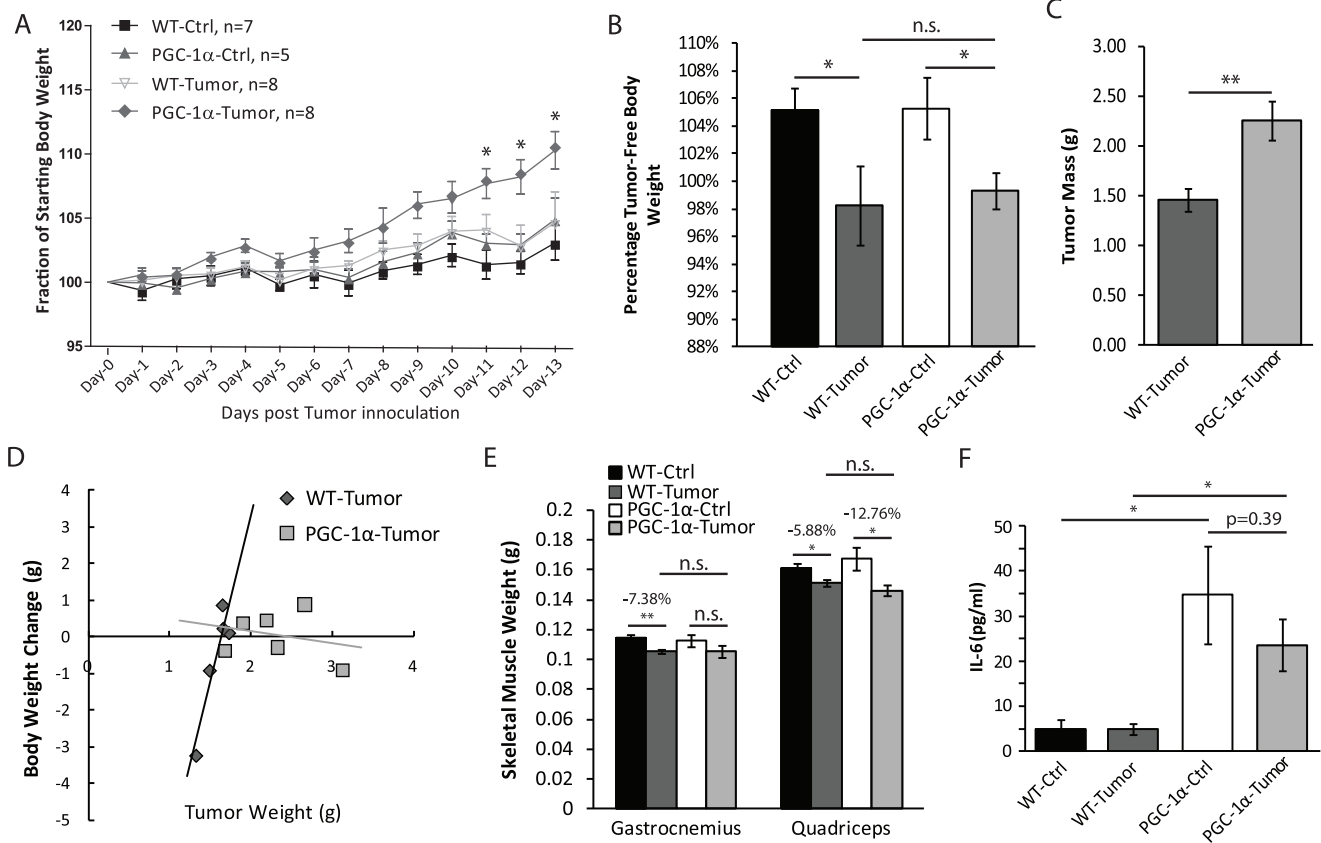 A
120
115
110
105
100
95
Fraction of Starting Body Weight
WT-Ctrl, n=7
PGC-1α-Ctrl, n=5
WT-Tumor, n=8
PGC-1α-Tumor, n=8
* * *
Day-0 Day-1 Day-2 Day-3 Day-4 Day-5 Day-6 Day-7 Day-8 Day-9 Day-10 Day-11 Day-12 Day-13
Days post Tumor innoculation
B
Percentage Tumor-Free Body
Weight
110%
108%
106%
104%
102%
100%
98%
96%
94%
92%
90%
88%
n.s.
* *
WT-Ctrl WT-Tumor PGC-1α-Ctrl PGC-1α-Tumor
C
Tumor Mass (g)
3.00
2.50
2.00
1.50
1.00
0.50
0.00
**
WT-Tumor PGC-1α-Tumor
D
Body Weight Change (g)
4
3
2
1
0
-1
-2
-3
-4
-5
0 1 2 3 4
WT-Tumor
PGC-1α-Tumor
Tumor Weight (g)
E
Skeletal Muscle Weight (g)
WT-Ctrl
WT-Tumor
PGC-1α-Ctrl
PGC-1α-Tumor
0.2
0.18
0.16
0.14
0.12
0.1
0.08
0.06
0.04
0.02
0
-7.38%
**
n.s.
n.s.
-5.88%
*
n.s.
-12.76%
*
Gastrocnemius Quadriceps
F
IL-6(pg/ml)
50
40
30
20
10
0
*
*
p=0.39
WT-Ctrl WT-Tumor PGC-1α-Ctrl PGC-1α-Tumor